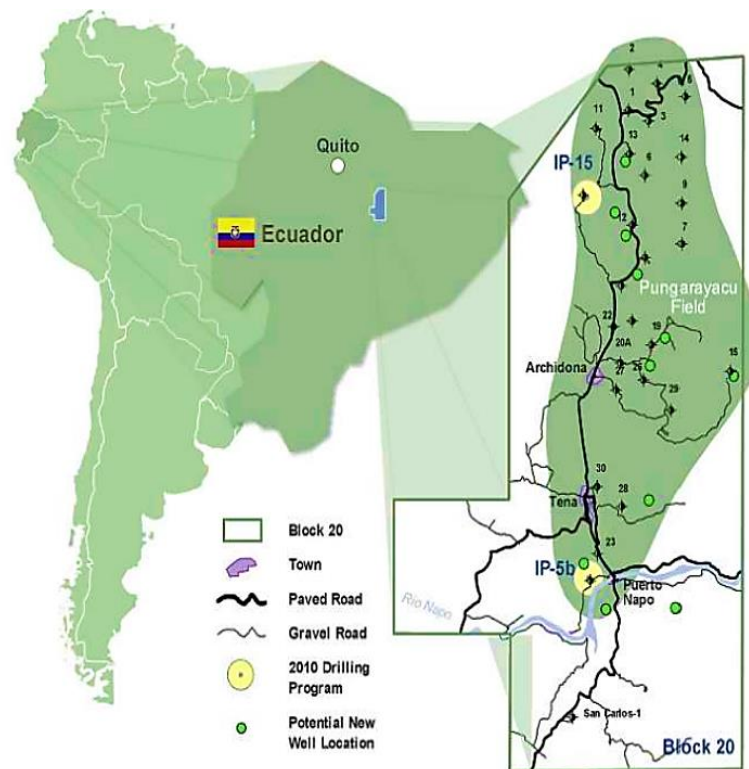 Quito
Ecuador
2
4
6
1
3
11
13
14
IP-15
6
9
12
7
Pungarayacu
Field
22
19
20A
15
Archidona
27
26
29
30
Tena
28
23
IP-5b
Puerto
Napo
Rio Napo
San Carlos-1
Block 20
Block 20
Town
Paved Road
Gravel Road
2010 Drilling
Program
Potential New
Well Location